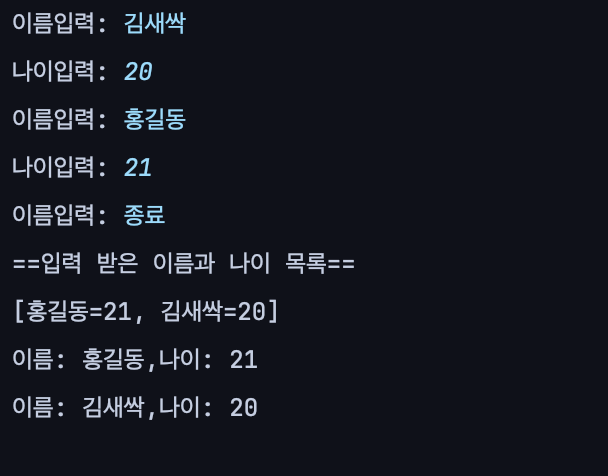 이름입력: 김새싹
나이입력: 20
이름입력: 홍길동
나이입력: 21
이름입력: 종료
==입력 받은 이름과 나이 목록==
[홍길동=21, 김새싹=20]
이름: 홍길동,나이: 21
이름: 김새싹,나이: 20